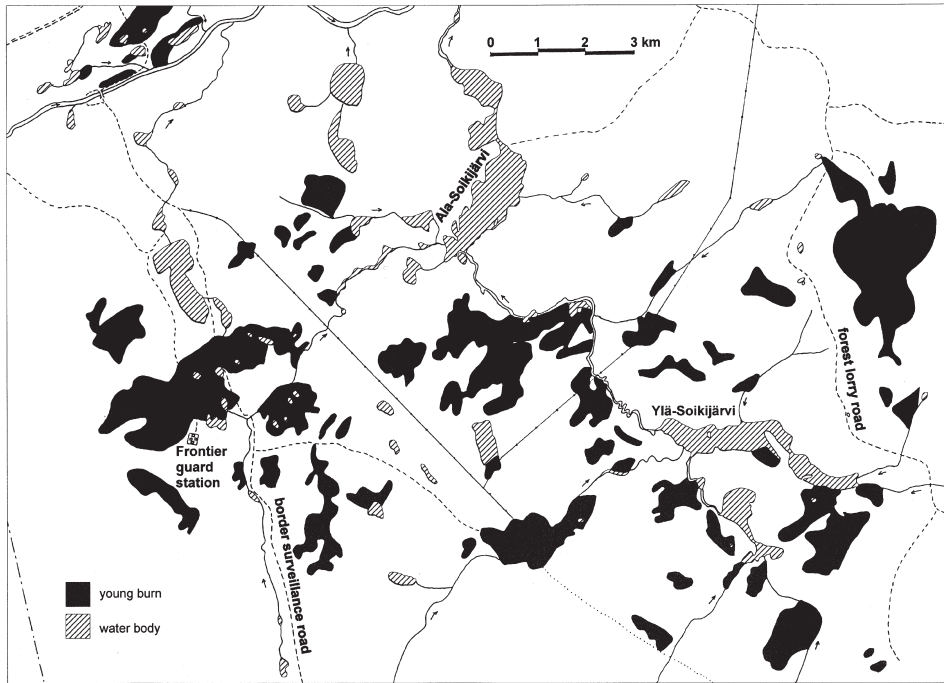 0 1 2 3 km
Ala-Soikijärvi
forest lorry road
Ylä-Soikijärvi
Frontier
guard
station
border surveillance road
young burn
water body